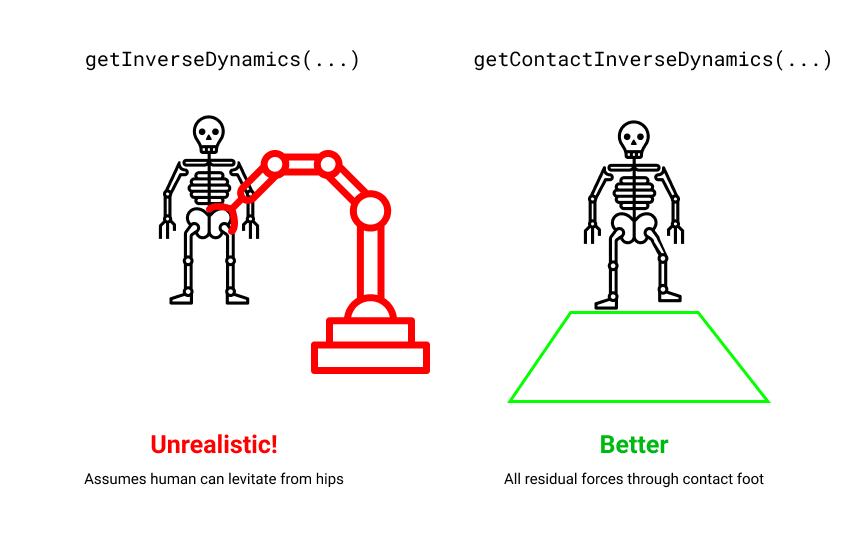 getInverseDynamics(...)
getContactInverseDynamics(...)
Unrealistic!
Better
Assumes human can levitate from hips
All residual forces through contact foot